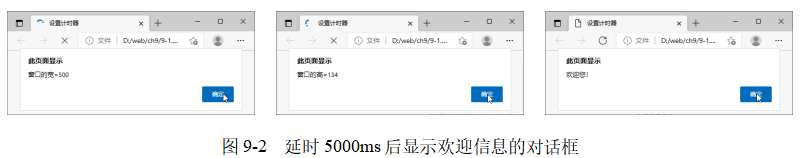 设置计时器
文件 D:/web/ch9/9-1....
此页面显示
窗口的宽=500
确定
设置计时器
文件 D:/web/ch9/9-1....
此页面显示
窗口的高=134
确定
设置计时器
文件 D:/web/ch9/9-1....
此页面显示
欢迎您!
确定
图 9-2 延时 5000ms 后显示欢迎信息的对话框